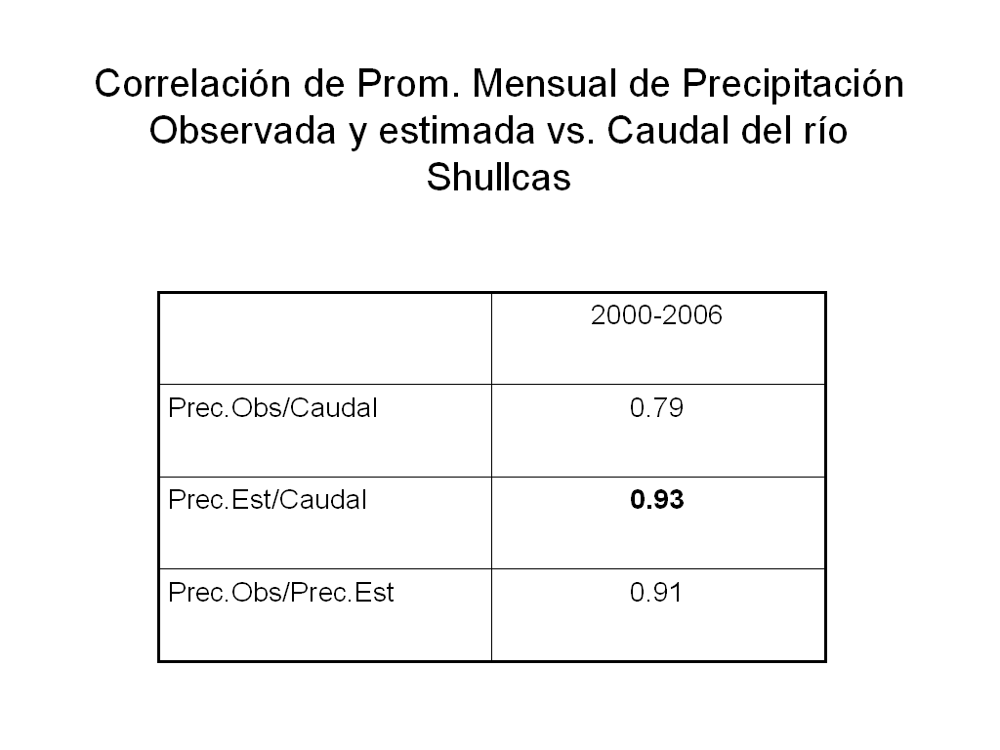 Correlación de Prom. Mensual de Precipitación
Observada y estimada vs. Caudal del río
Shullcas
2000-2006
Prec.Obs/Caudal 0.79
Prec.Est/Caudal 0.93
Prec.Obs/Prec.Est 0.91